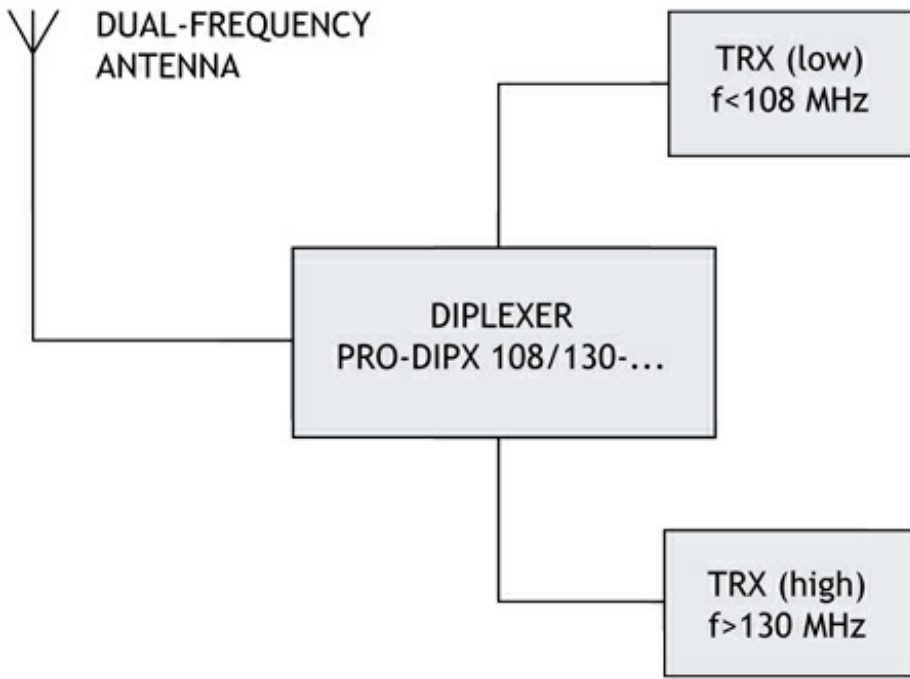 DUAL-FREQUENCY
ANTENNA
TRX (low)
f<108 MHz
DIPLEXER
PRO-DIPX 108/130-...
TRX (high)
f>130 MHz